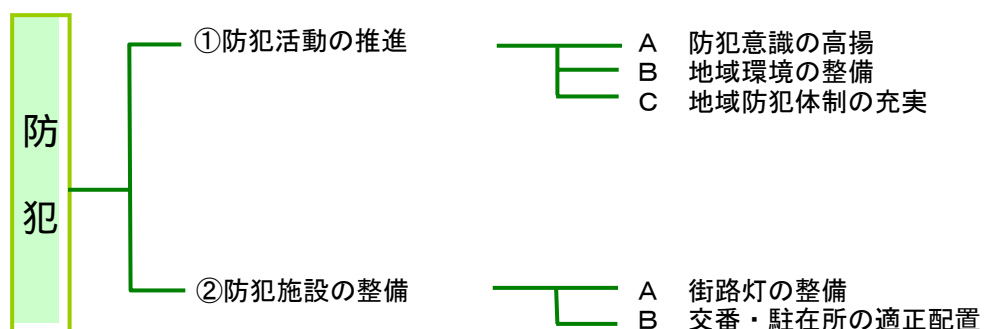 防犯
①防犯活動の推進
A 防犯意識の高揚
B 地域環境の整備
C 地域防犯体制の充実
②防犯施設の整備
A 街路灯の整備
B 交番・駐在所の適正配置